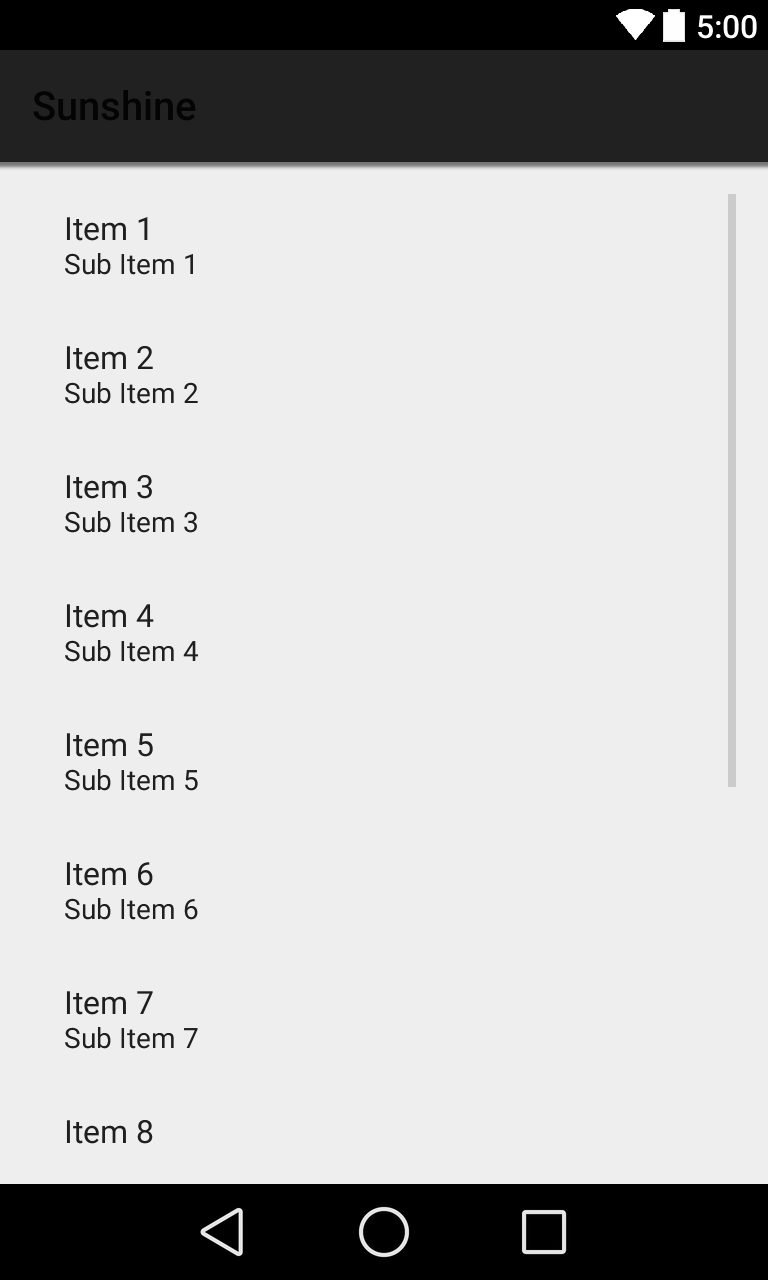 5:00
Sunshine
Item 1
Sub Item 1
Item 2
Sub Item 2
Item 3
Sub Item 3
Item 4
Sub Item 4
Item 5
Sub Item 5
Item 6
Sub Item 6
Item 7
Sub Item 7
Item 8